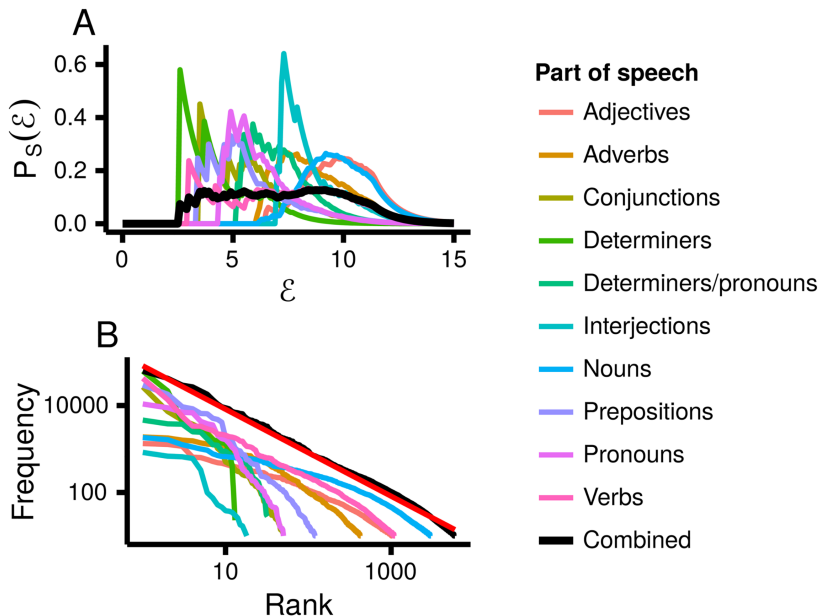 A
0.6
0.4
0.2
0.0
P_S(ℰ)
0 5 10 15
ℰ
B
10000
100
Frequency
10 1000
Rank
Part of speech
Adjectives
Adverbs
Conjunctions
Determiners
Determiners/pronouns
Interjections
Nouns
Prepositions
Pronouns
Verbs
Combined